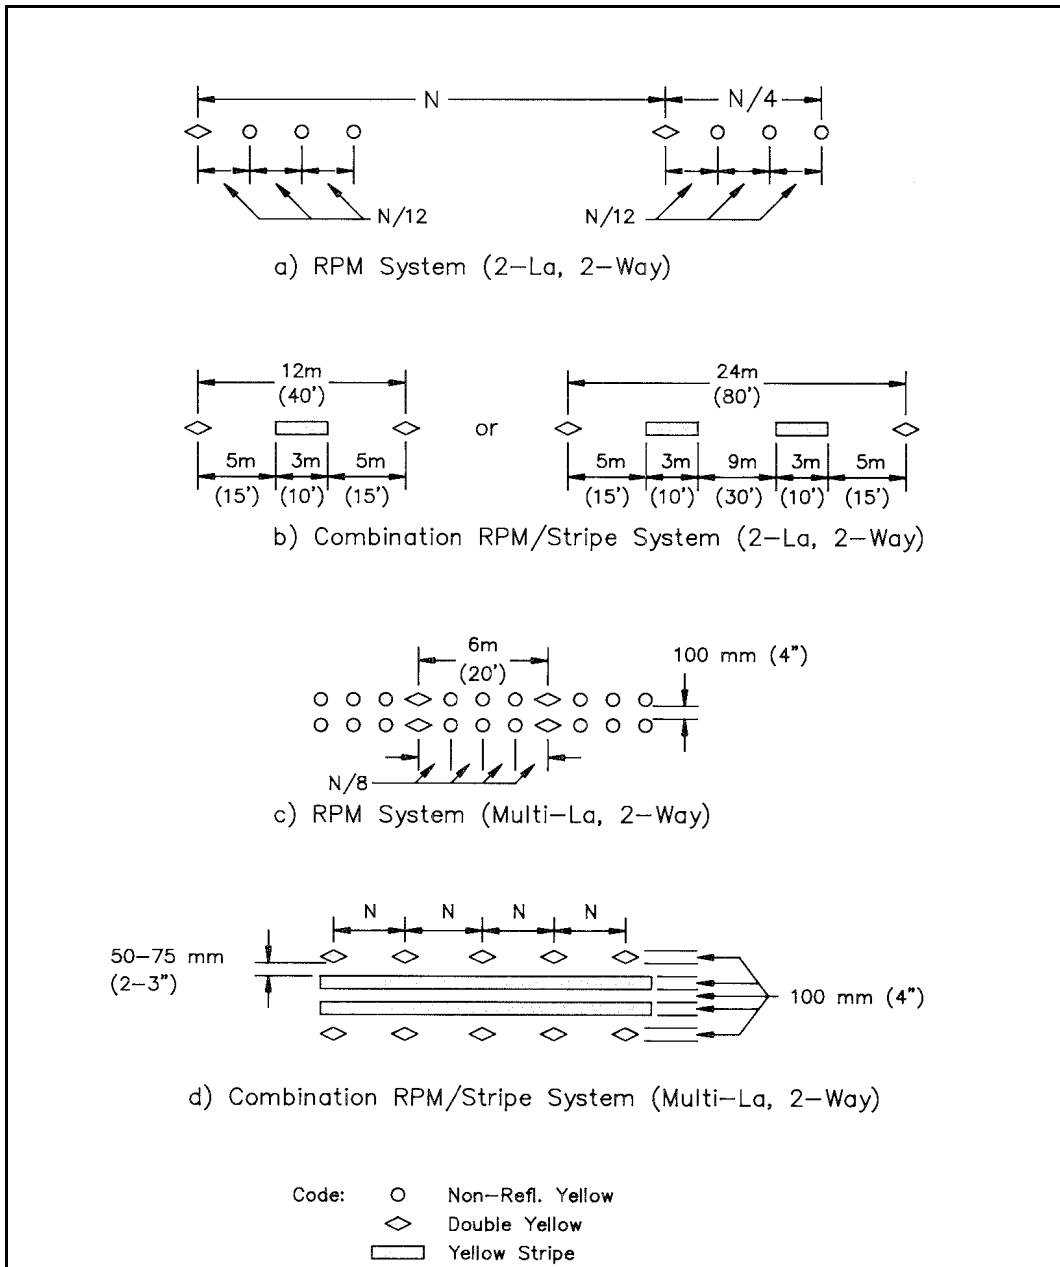 N N/4
N/12 N/12
a) RPM System (2-La, 2-Way)
12m 24m
(40') (80')
or
5m 3m 5m 5m 3m 9m 3m 5m
(15') (10') (15') (15') (10') (30') (10') (15')
b) Combination RPM/Stripe System (2-La, 2-Way)
6m
(20')
100 mm (4")
N/8
c) RPM System (Multi-La, 2-Way)
N N N N
50-75 mm
(2-3")
100 mm (4")
d) Combination RPM/Stripe System (Multi-La, 2-Way)
Code: Non-Refl. Yellow
Double Yellow
Yellow Stripe